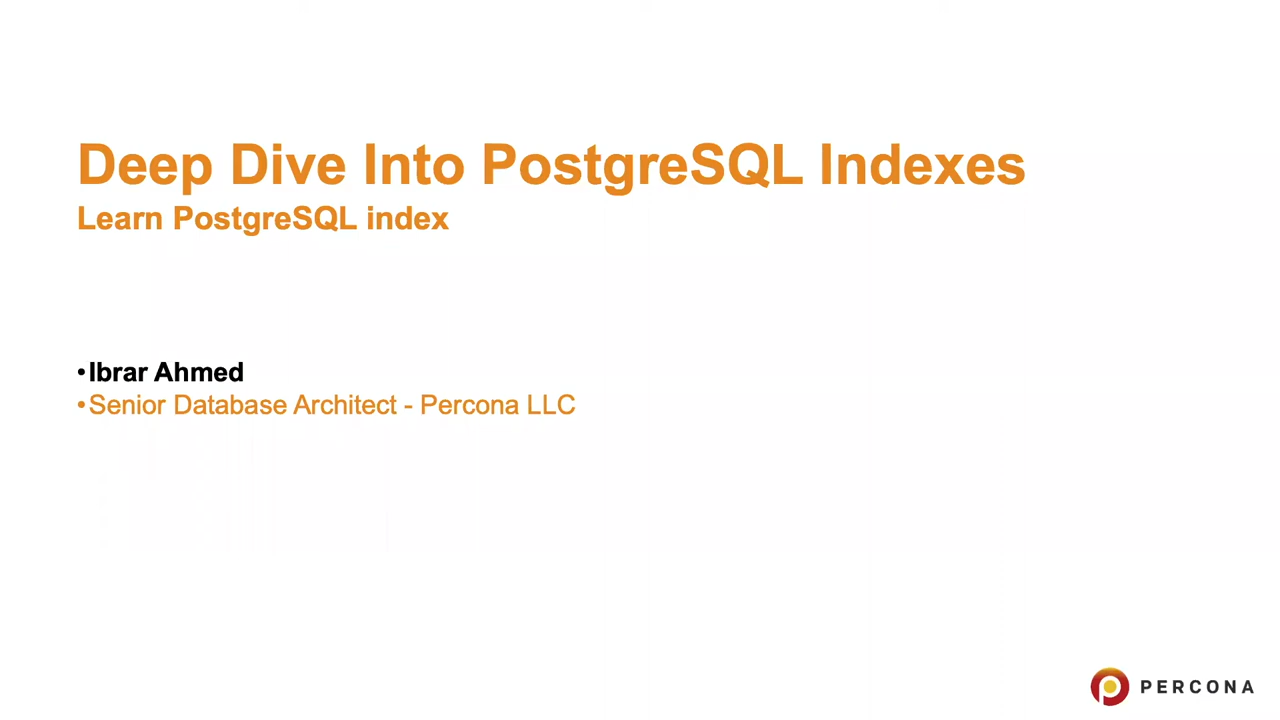 Deep Dive Into PostgreSQL Indexes
Learn PostgreSQL index
•Ibrar Ahmed
•Senior Database Architect - Percona LLC
PERCONA